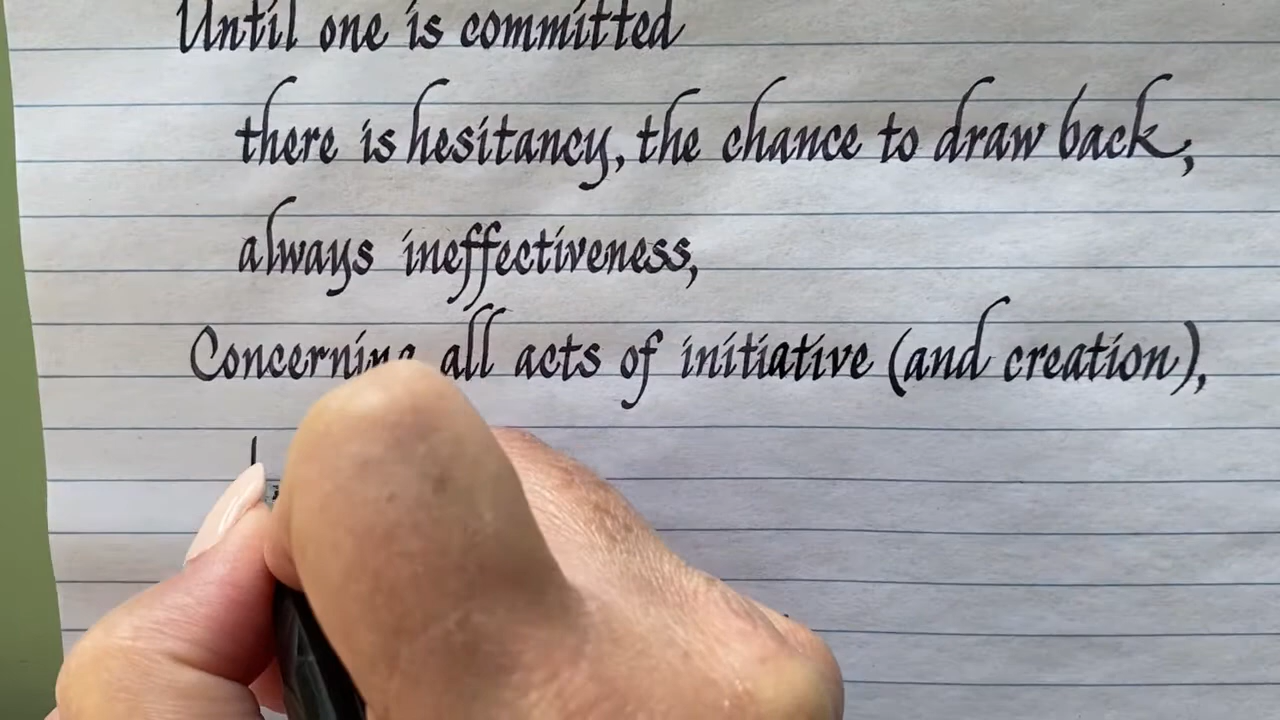 Until one is committed
there is hesitancy, the chance to draw back;
always ineffectiveness,
Concerning all acts of initiative (and creation),